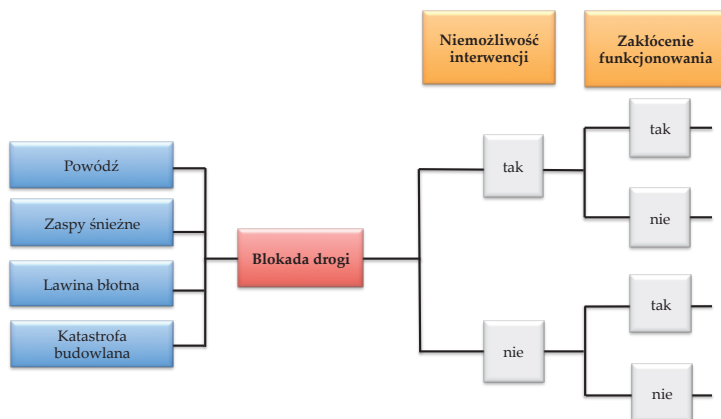 Niemożliwość
interwencji
Zakłócenie
funkcjonowania
Powódź
Zaspy śnieżne
Lawina błotna
Katastrofa
budowlana
Blokada drogi
tak
nie
tak
nie
tak
nie